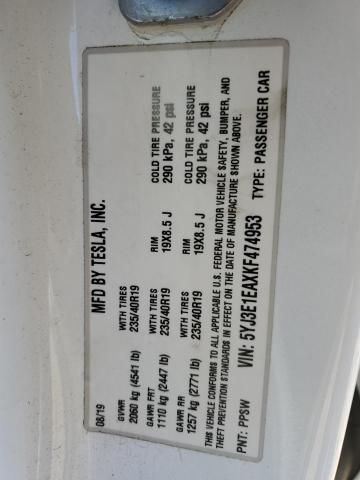 MFD BY TESLA, INC.
08/19
GVWR WITH TIRES RIM COLD TIRE PRESSURE
2060 kg (4541 lb) 235/40R19 19X8.5 J 290 kPa, 42 psi
GAWR FRT WITH TIRES RIM COLD TIRE PRESSURE
1110 kg (2447 lb) 235/40R19 19X8.5 J 290 kPa, 42 psi
GAWR RR
1257 kg (2771 lb) 235/40R19
THIS VEHICLE CONFORMS TO ALL APPLICABLE U.S. FEDERAL MOTOR VEHICLE SAFETY, BUMPER, AND
THEFT PREVENTION STANDARDS IN EFFECT ON THE DATE OF MANUFACTURE SHOWN ABOVE.
VIN: 5YJ3E1EAXKF474953 TYPE: PASSENGER CAR
PNT: PPSW